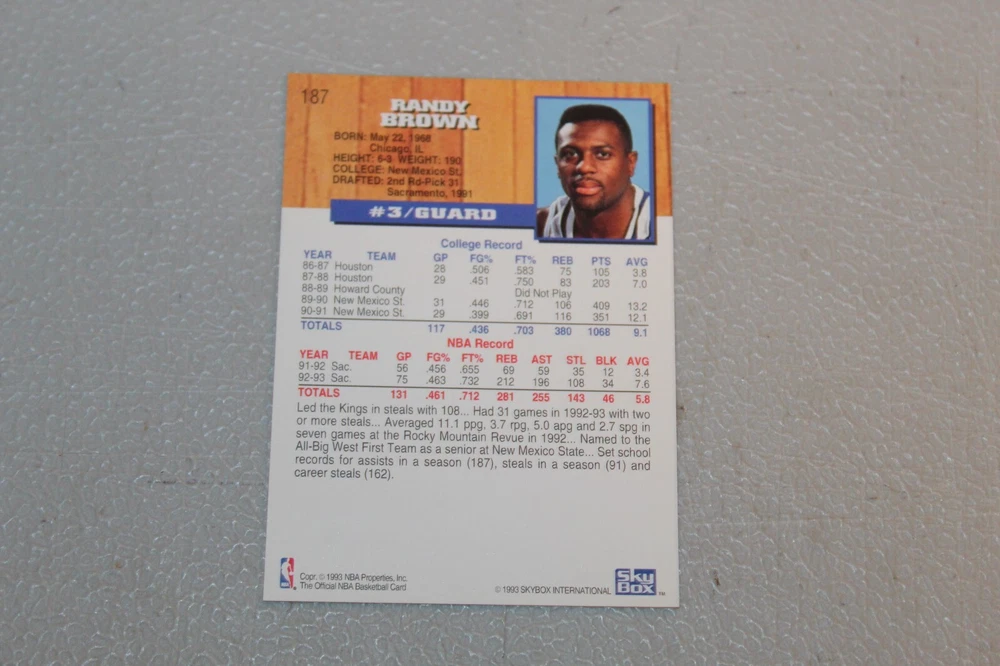 187
RANDY
BROWN
BORN: May 22, 1968
Chicago, IL
HEIGHT: 6-3 WEIGHT: 190
COLLEGE: New Mexico St.
DRAFTED: 2nd Rd-Pick 31
Sacramento, 1991
#3/GUARD
College Record
YEAR TEAM GP FG% FT% REB PTS AVG
86-87 Houston 28 .506 .583 75 105 3.8
87-88 Houston 29 .451 .750 83 203 7.0
88-89 Howard County Did Not Play
89-90 New Mexico St. 31 .446 .712 106 409 13.2
90-91 New Mexico St. 29 .399 .691 116 351 12.1
TOTALS 117 .436 .703 380 1068 9.1
NBA Record
YEAR TEAM GP FG% FT% REB AST STL BLK AVG
91-92 Sac. 56 .456 .655 69 59 35 12 3.4
92-93 Sac. 75 .463 .732 212 196 108 34 7.6
TOTALS 131 .461 .712 281 255 143 46 5.8
Led the Kings in steals with 108... Had 31 games in 1992-93 with two
or more steals... Averaged 11.1 ppg, 3.7 rpg, 5.0 apg and 2.7 spg in
seven games at the Rocky Mountain Revue in 1992... Named to the
All-Big West First Team as a senior at New Mexico State... Set school
records for assists in a season (187), steals in a season (91) and
career steals (162).
Copr. © 1993 NBA Properties, Inc.
The Official NBA Basketball Card
© 1993 SKYBOX INTERNATIONAL
Sky
Box
TM